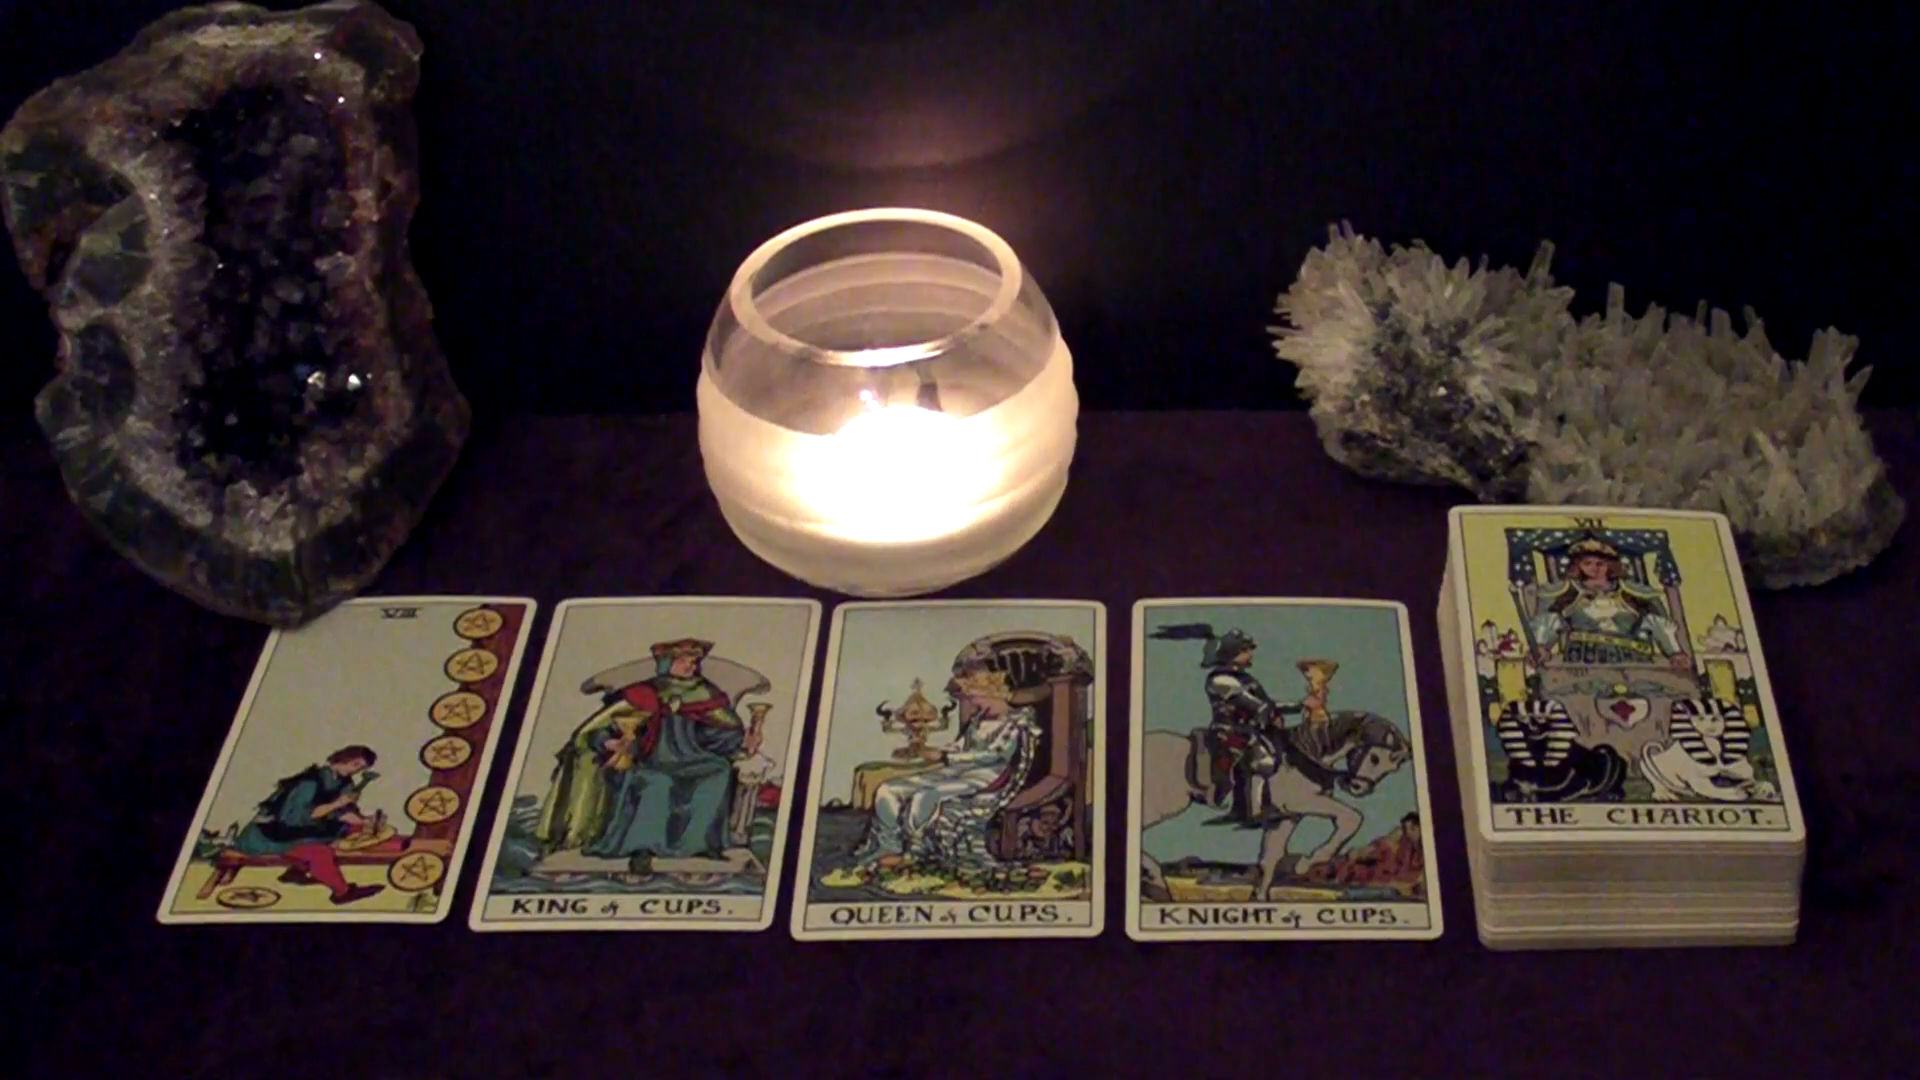 VIII
KING of CUPS.
QUEEN of CUPS.
KNIGHT of CUPS.
VII
THE CHARIOT.